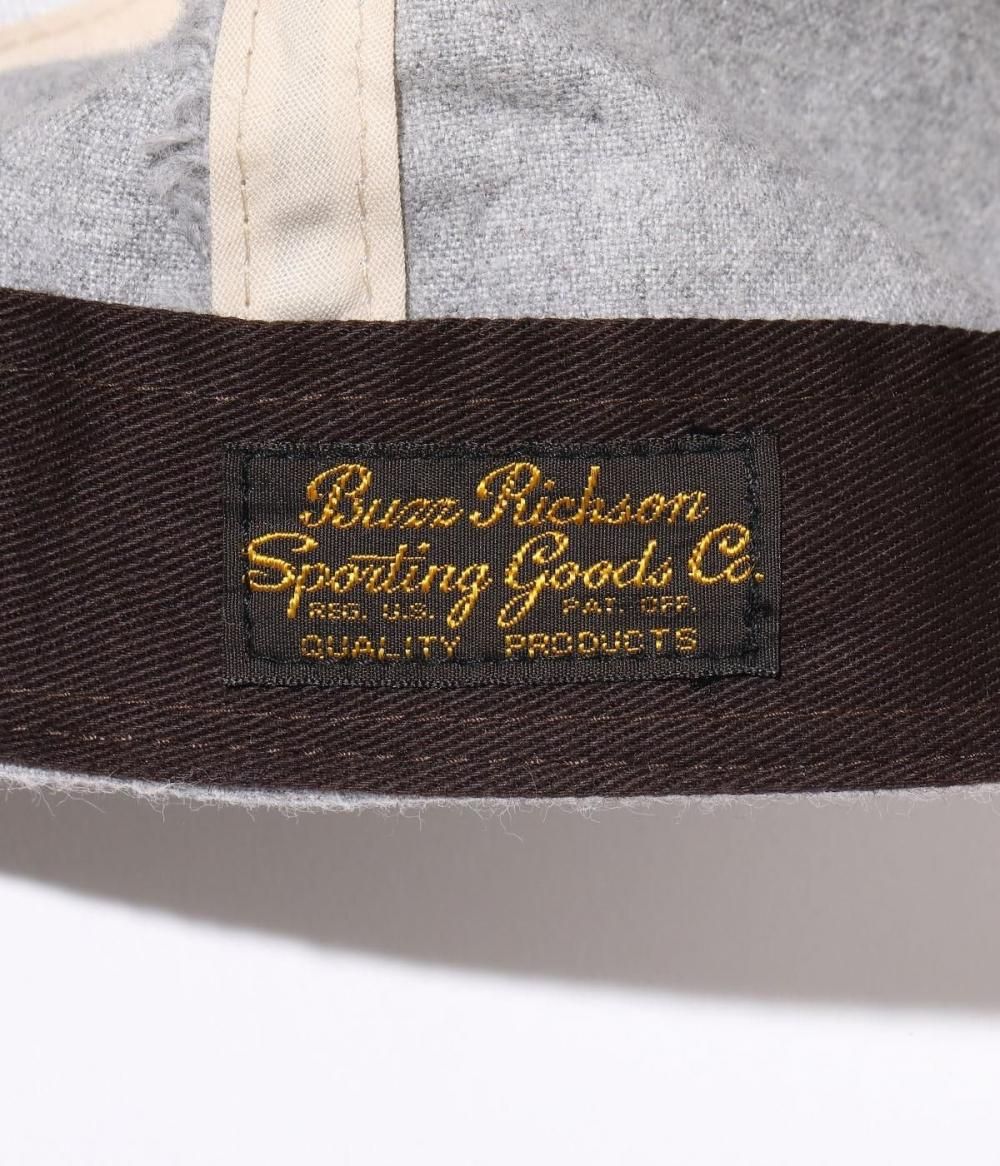 Buzz Rickson
Sporting Goods Co.
REG. U.S. PAT. OFF.
QUALITY PRODUCTS